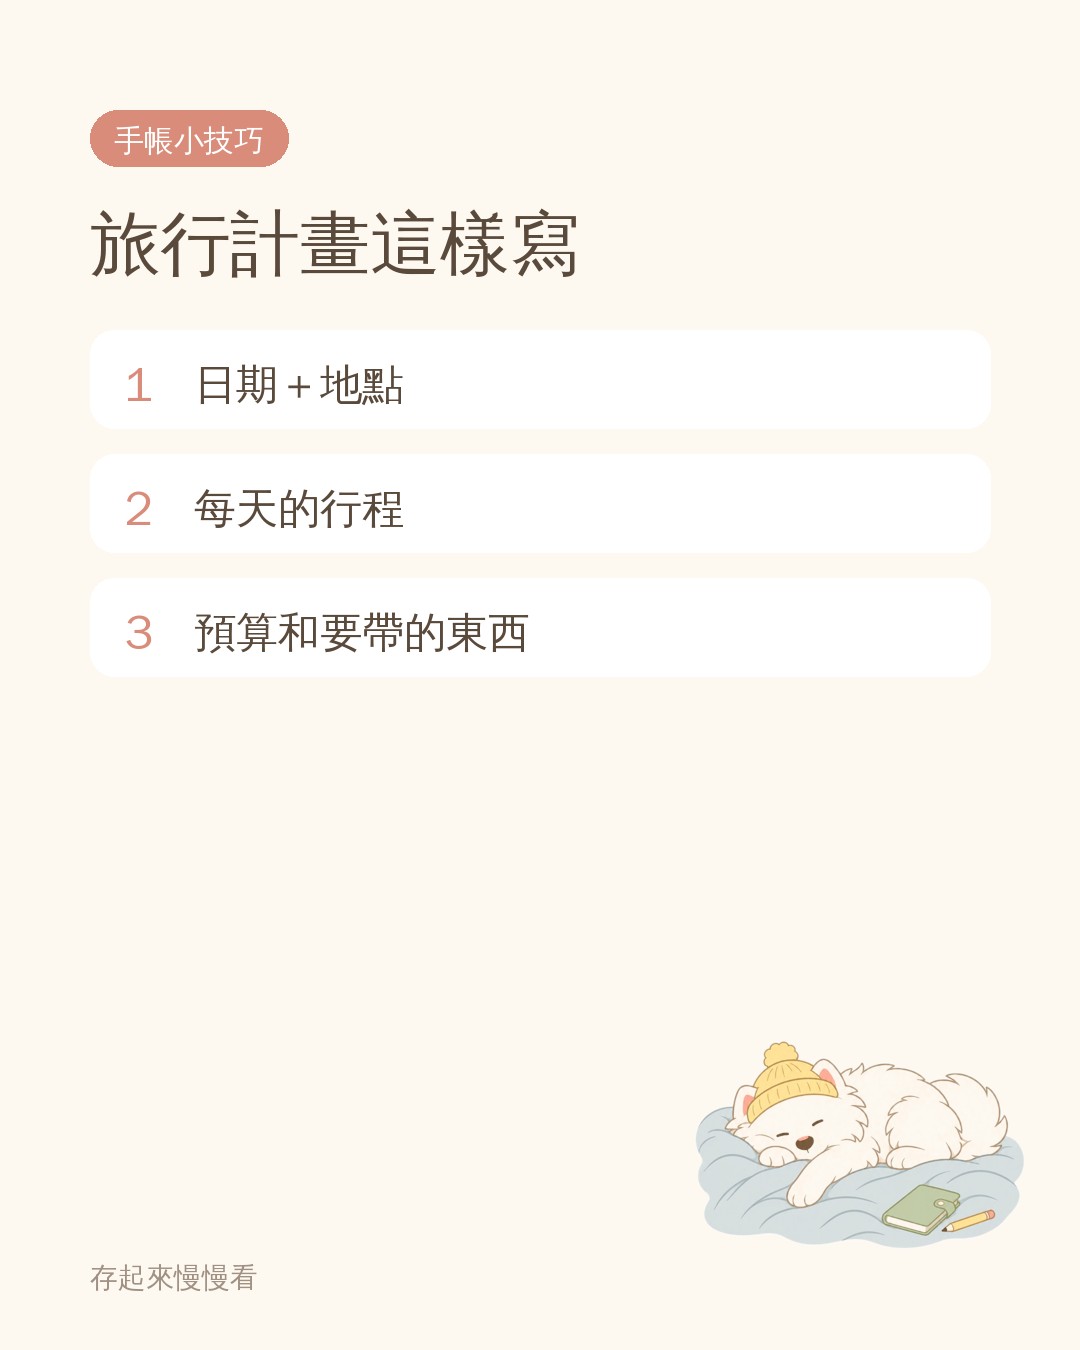 手帳小技巧
旅行計畫這樣寫
1 日期＋地點
2 每天的行程
3 預算和要帶的東西
存起來慢慢看